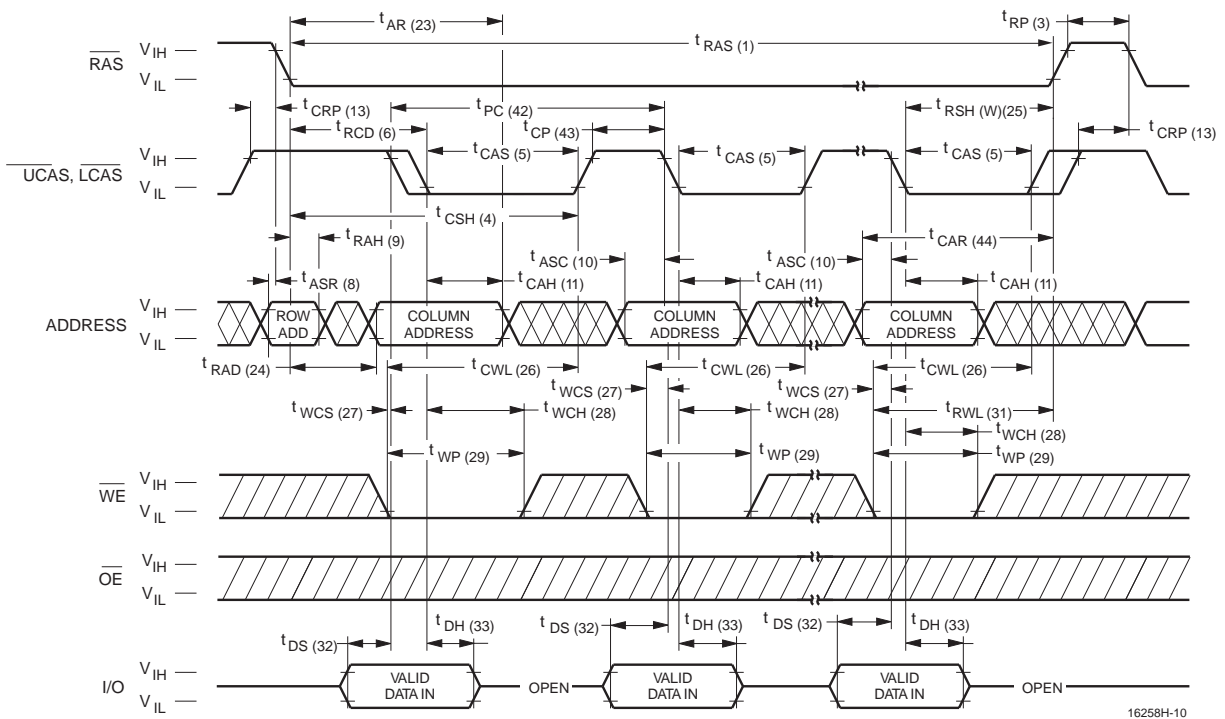 t AR (23)
t RP (3)
t RAS (1)
RAS
V IH
V IL
t CRP (13)
t PC (42)
t RSH (W)(25)
t RCD (6)
t CP (43)
t CRP (13)
UCAS, LCAS
V IH
V IL
t CAS (5)
t CAS (5)
t CAS (5)
t CSH (4)
t RAH (9)
t CAR (44)
t ASC (10)
t ASC (10)
t ASR (8)
t CAH (11)
t CAH (11)
t CAH (11)
ADDRESS
V IH
V IL
ROW ADD
COLUMN ADDRESS
COLUMN ADDRESS
COLUMN ADDRESS
t RAD (24)
t CWL (26)
t CWL (26)
t CWL (26)
t WCS (27)
t WCS (27)
t WCS (27)
t WCH (28)
t WCH (28)
t RWL (31)
t WCH (28)
t WP (29)
t WP (29)
t WP (29)
WE
V IH
V IL
OE
V IH
V IL
t DS (32)
t DH (33)
t DS (32)
t DH (33)
t DS (32)
t DH (33)
I/O
V IH
V IL
VALID DATA IN
OPEN
VALID DATA IN
VALID DATA IN
OPEN
16258H-10